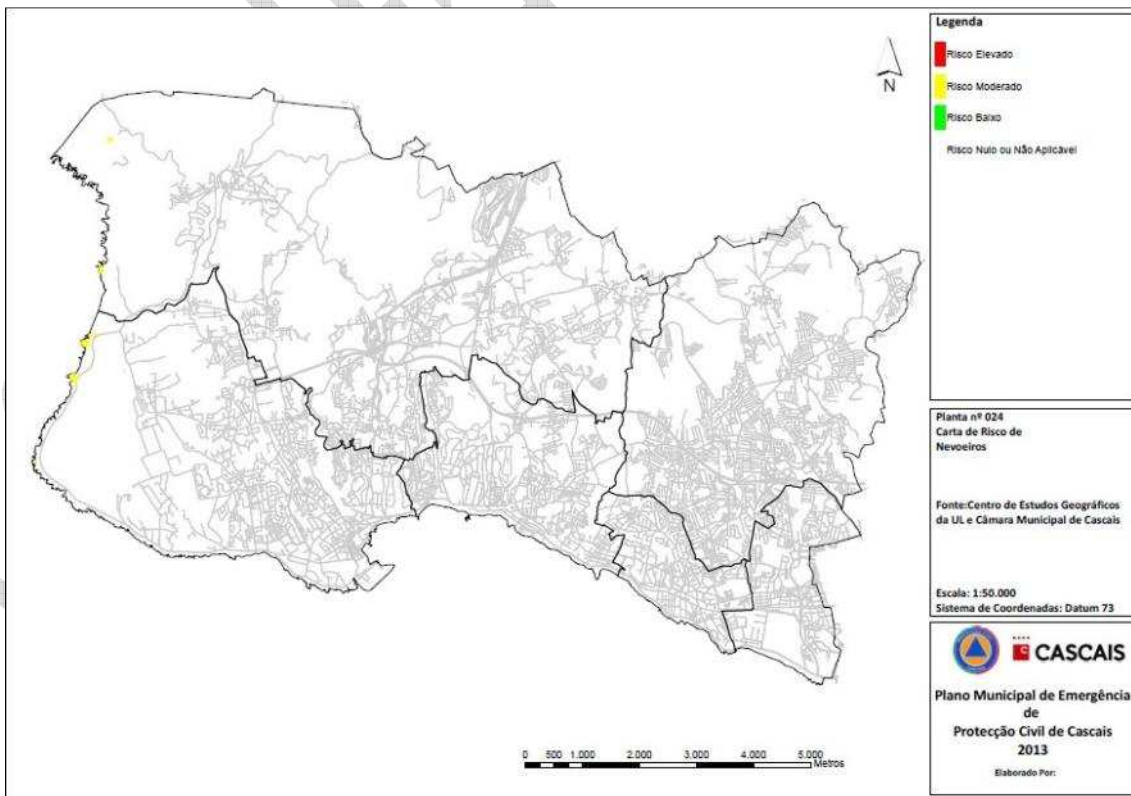 Legenda
Risco Elevado
Risco Moderado
Risco Baixo
Risco Nulo ou Não Aplicável
N
Planta nº 024
Carta de Risco de
Nevoeiros
Fonte:Centro de Estudos Geográficos
da UL e Câmara Municipal de Cascais
Escala: 1:50.000
Sistema de Coordenadas: Datum 73
CASCAIS
Plano Municipal de Emergência
de
Protecção Civil de Cascais
2013
Elaborado Por:
0 500 1.000 2.000 3.000 4.000 5.000
Metros